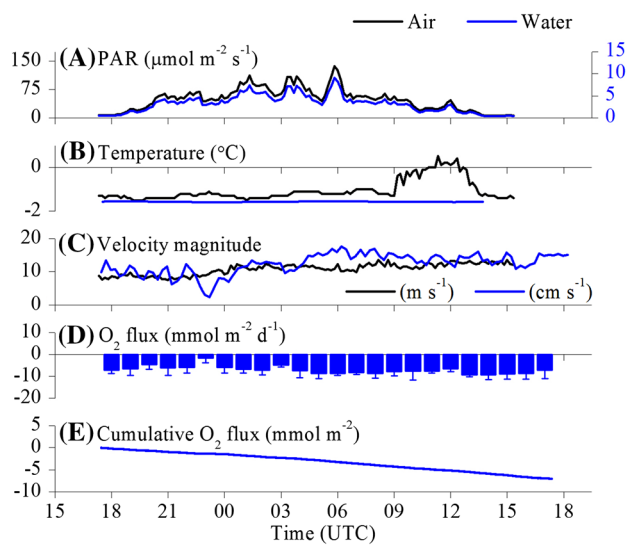 Air Water
(A) PAR (μmol m⁻² s⁻¹)
150
75
0
15
10
5
0
(B) Temperature (°C)
0
-2
(C) Velocity magnitude
20
10
0
(m s⁻¹) (cm s⁻¹)
(D) O₂ flux (mmol m⁻² d⁻¹)
10
0
-10
-20
(E) Cumulative O₂ flux (mmol m⁻²)
5
0
-5
-10
15 18 21 00 03 06 09 12 15 18
Time (UTC)